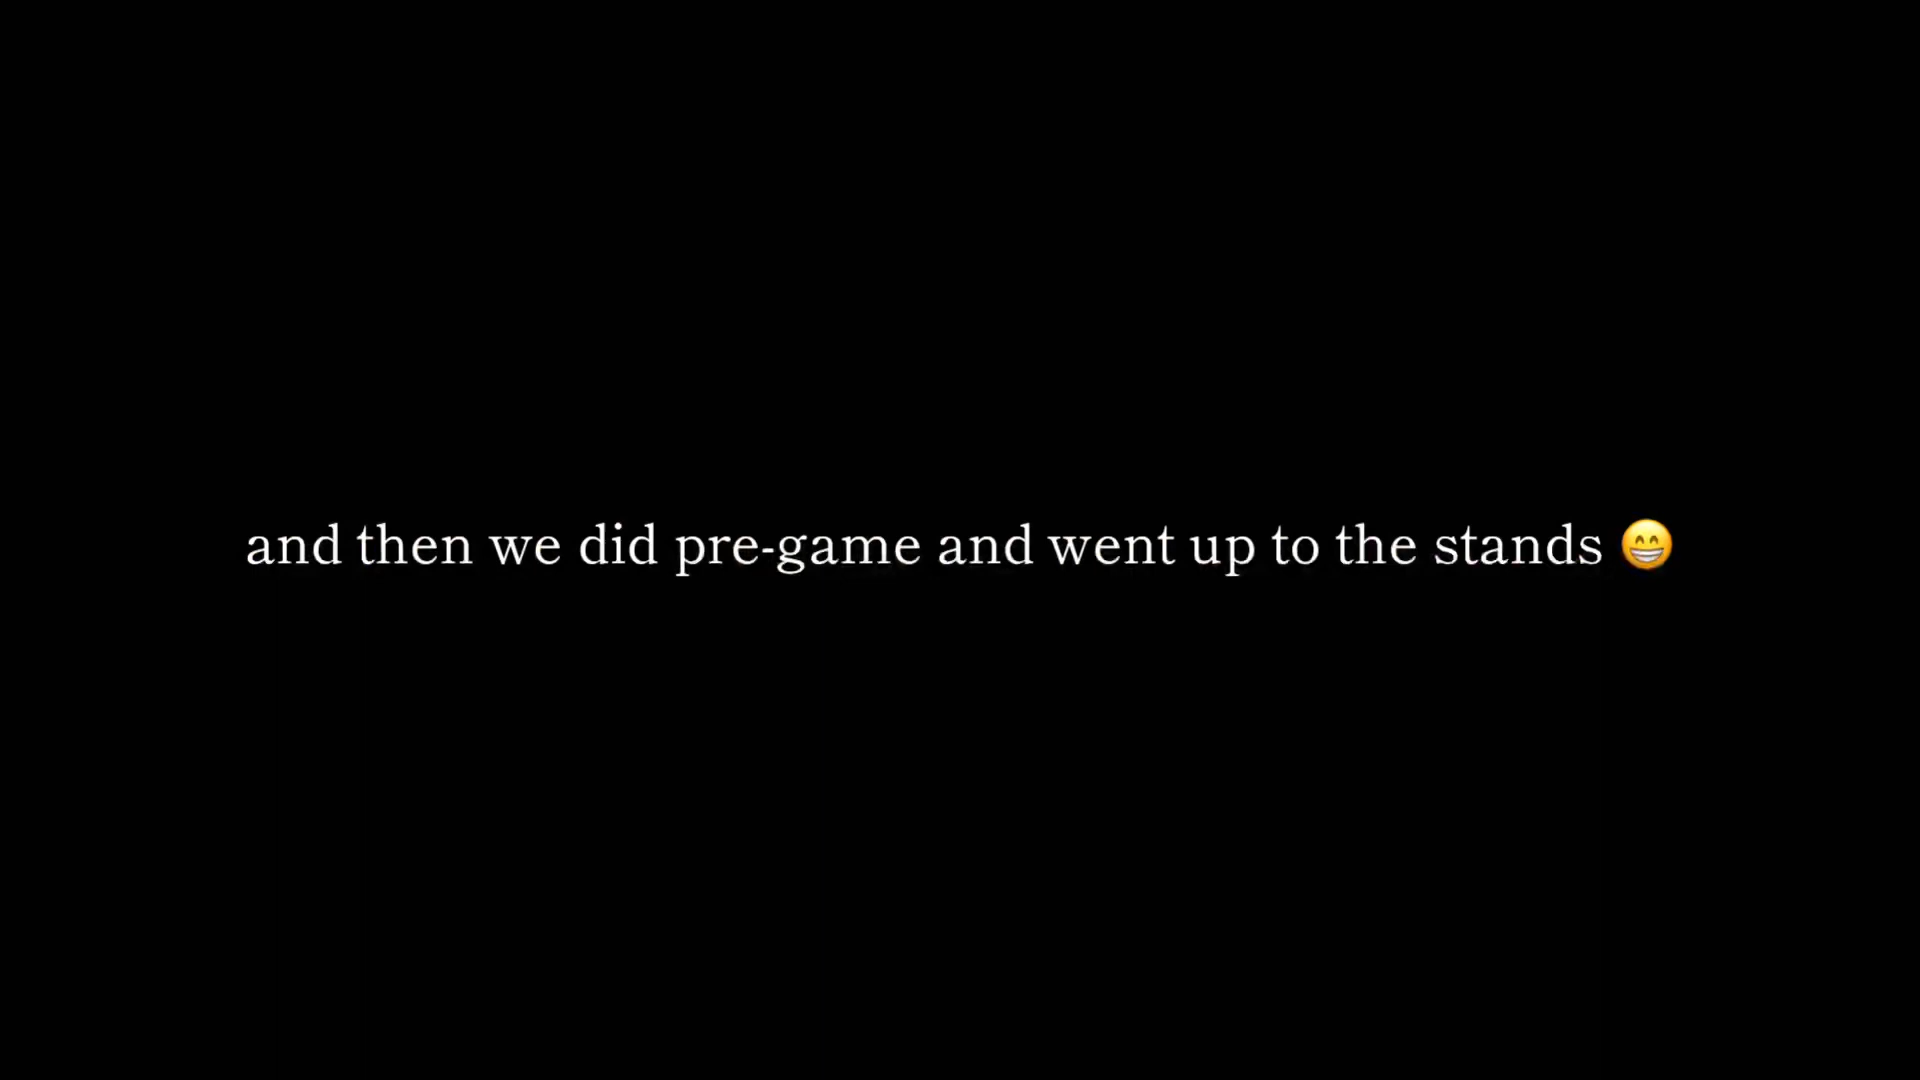 and then we did pre-game and went up to the stands 😁